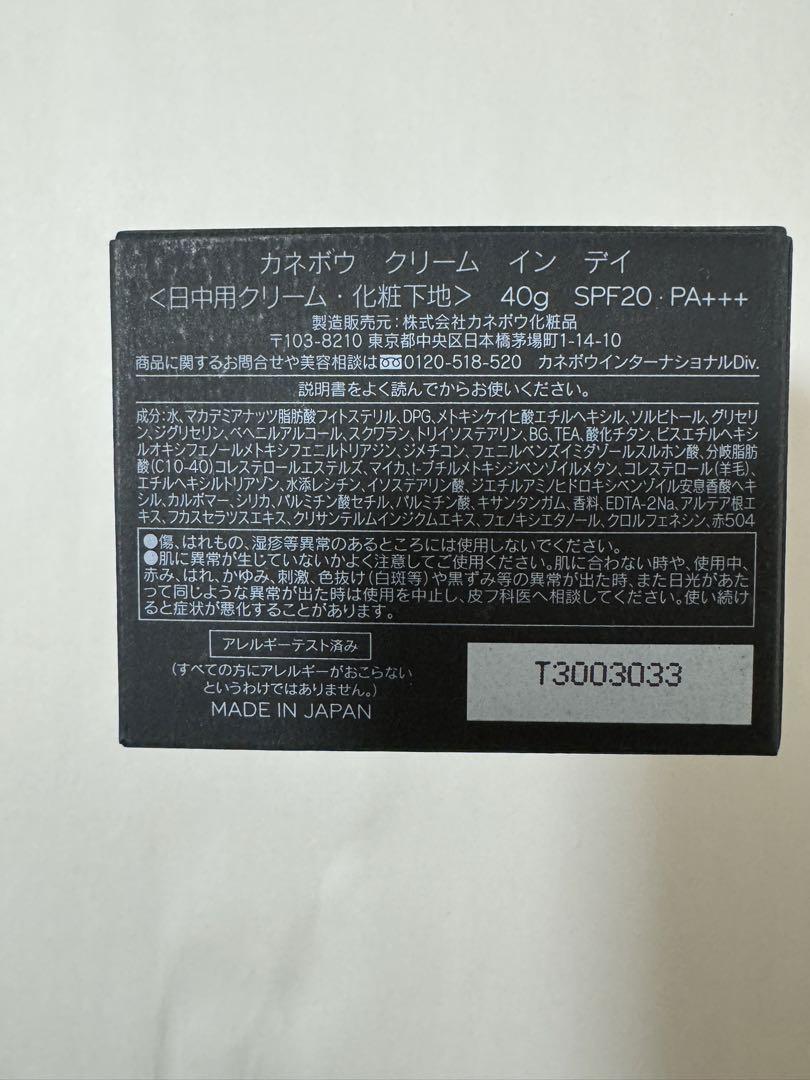 カネボウ クリーム イン デイ
＜日中用クリーム・化粧下地＞ 40g SPF20・PA+++
製造販売元:株式会社カネボウ化粧品
〒103-8210 東京都中央区日本橋茅場町1-14-10
商品に関するお問合せや美容相談は 0120-518-520 カネボウインターナショナルDiv.
説明書をよく読んでからお使いください。
成分:水、マカデミアナッツ脂肪酸フィトステリル、DPG、メトキシケイヒ酸エチルヘキシル、ソルビトール、グリセリ
ン、ジグリセリン、ベヘニルアルコール、スクワラン、トリイソステアリン、BG、TEA、酸化チタン、ビスエチルヘキシ
ルオキシフェノールメトキシフェニルトリアジン、ジメチコン、フェニルベンズイミダゾールスルホン酸、分岐脂肪
酸(C10-40)コレステロールエステルズ、マイカ、t-ブチルメトキシジベンゾイルメタン、コレステロール(羊毛)、
エチルヘキシルトリアゾン、水添レシチン、イソステアリン酸、ジエチルアミノヒドロキシベンゾイル安息香酸ヘキ
シル、カルボマー、シリカ、パルミチン酸セチル、パルミチン酸、キサンタンガム、香料、EDTA-2Na、アルテア根エ
キス、フカスセラツスエキス、クリサンテルムインジクムエキス、フェノキシエタノール、クロルフェネシン、赤504
●傷、はれもの、湿疹等異常のあるところには使用しないでください。
●肌に異常が生じていないかよく注意してご使用ください。肌に合わない時や、使用中、
赤み、はれ、かゆみ、刺激、色抜け(白斑等)や黒ずみ等の異常が出た時、また日光があた
って同じような異常が出た時は使用を中止し、皮フ科医へ相談してください。使い続け
ると症状が悪化することがあります。
アレルギーテスト済み
(すべての方にアレルギーがおこらない
というわけではありません。)
MADE IN JAPAN
T3003033